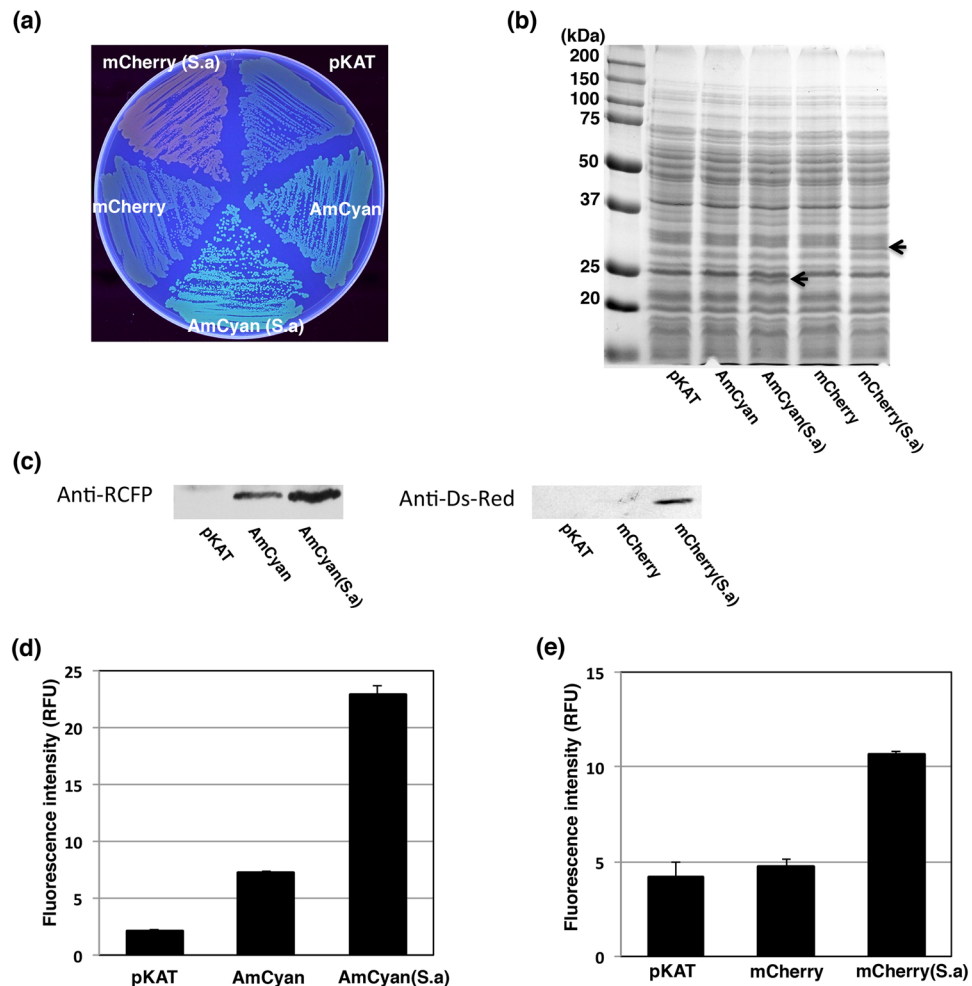 (a)
mCherry (S.a)
pKAT
mCherry
AmCyan
AmCyan (S.a)
(b)
(kDa)
200
150
100
75
50
37
25
20
pKAT
AmCyan
AmCyan(S.a)
mCherry
mCherry(S.a)
(c)
Anti-RCFP
pKAT
AmCyan
AmCyan(S.a)
Anti-Ds-Red
pKAT
mCherry
mCherry(S.a)
(d)
Fluorescence intensity (RFU)
25
20
15
10
5
0
pKAT
AmCyan
AmCyan(S.a)
(e)
Fluorescence intensity (RFU)
15
10
5
0
pKAT
mCherry
mCherry(S.a)